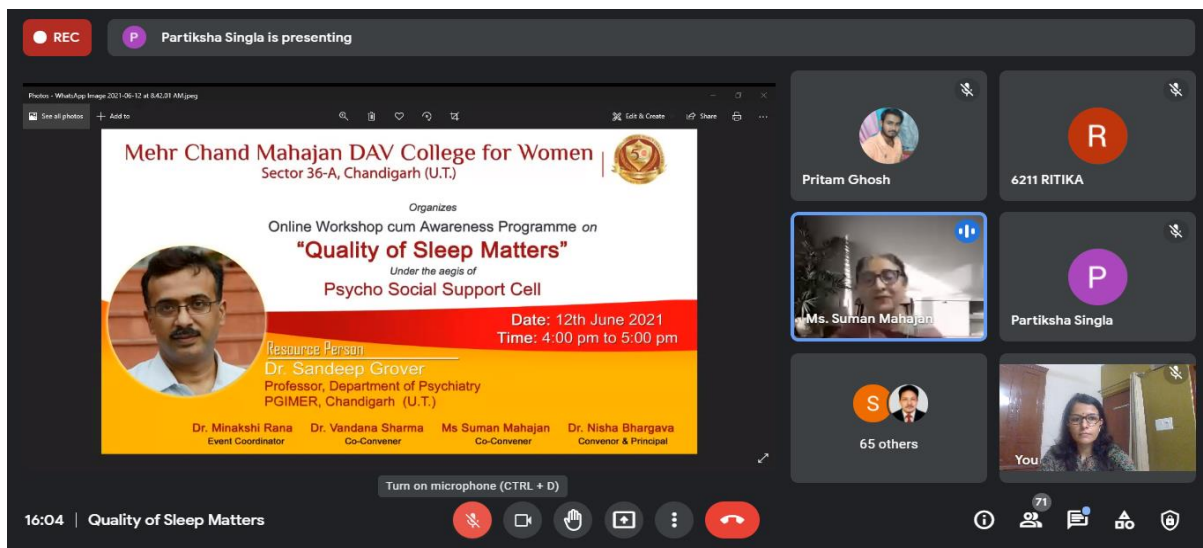 REC
P
Partiksha Singla is presenting
Photos - WhatsApp Image 2021-06-12 at 8.42.01 AM.jpeg
See all photos
Add to
Edit & Create
Share
Mehr Chand Mahajan DAV College for Women
Sector 36-A, Chandigarh (U.T.)
Organizes
Online Workshop cum Awareness Programme on
"Quality of Sleep Matters"
Under the aegis of
Psycho Social Support Cell
Date: 12th June 2021
Time: 4:00 pm to 5:00 pm
Resource Person
Dr. Sandeep Grover
Professor, Department of Psychiatry
PGIMER, Chandigarh (U.T.)
Dr. Minakshi Rana Dr. Vandana Sharma Ms Suman Mahajan Dr. Nisha Bhargava
Event Coordinator Co-Convener Co-Convener Convenor & Principal
Pritam Ghosh
R
6211 RITIKA
Ms. Suman Mahajan
P
Partiksha Singla
S
65 others
You
Turn on microphone (CTRL + D)
16:04 | Quality of Sleep Matters
71